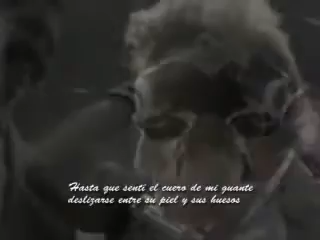 Hasta que sentí el cuero de mi guante
deslizarse entre su piel y sus huesos